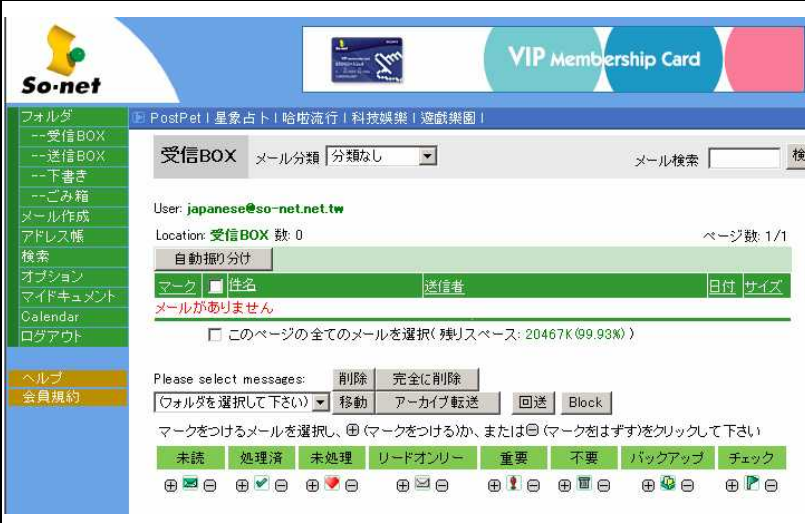 So-net
VIP Membership Card
フォルダ
--受信BOX
--送信BOX
--下書き
--ごみ箱
メール作成
アドレス帳
検索
オプション
マイドキュメント
Calendar
ログアウト
ヘルプ
会員規約
PostPet | 星象占卜 | 哈啦流行 | 科技娛樂 | 遊戲樂園 |
受信BOX メール分類 分類なし メール検索 検
User: japanese@so-net.net.tw
Location: 受信BOX 数: 0 ページ数: 1/1
自動振り分け
マーク 件名 送信者 日付 サイズ
メールがありません
このページの全てのメールを選択( 残りスペース: 20467K(99.93%) )
Please select messages: 削除 完全に削除
(フォルダを選択して下さい) 移動 アーカイブ転送 回送 Block
マークをつけるメールを選択し、⊕(マークをつける)か、または⊖(マークをはずす)をクリックして下さい
未読 処理済 未処理 リードオンリー 重要 不要 バックアップ チェック